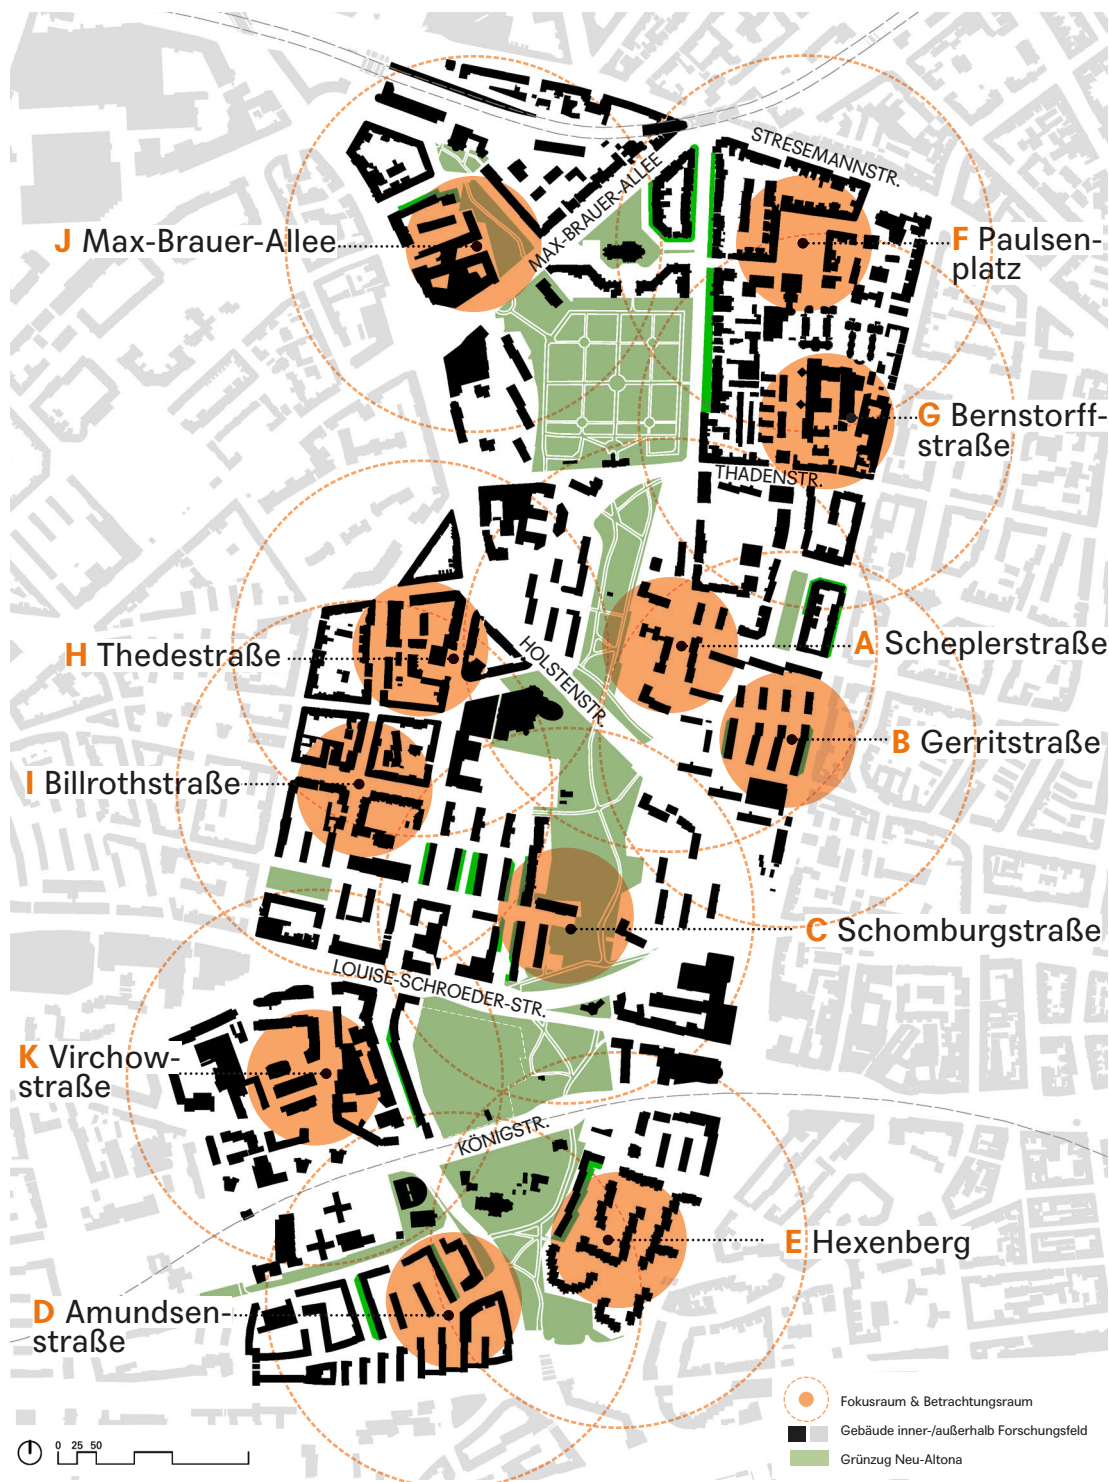 STRESEMANNSTR.
MAX-BRAUER-ALLEE
J Max-Brauer-Allee
F Paulsen-
platz
G Bernstorff-
straße
THADENSTR.
H Thedestraße
HOLSTENSTR.
A Scheplerstraße
B Gerritstraße
I Billrothstraße
C Schomburgstraße
LOUISE-SCHROEDER-STR.
K Virchow-
straße
KÖNIGSTR.
E Hexenberg
D Amundsen-
straße
Fokusraum & Betrachtungsraum
Gebäude inner-/außerhalb Forschungsfeld
Grünzug Neu-Altona
0 25 50